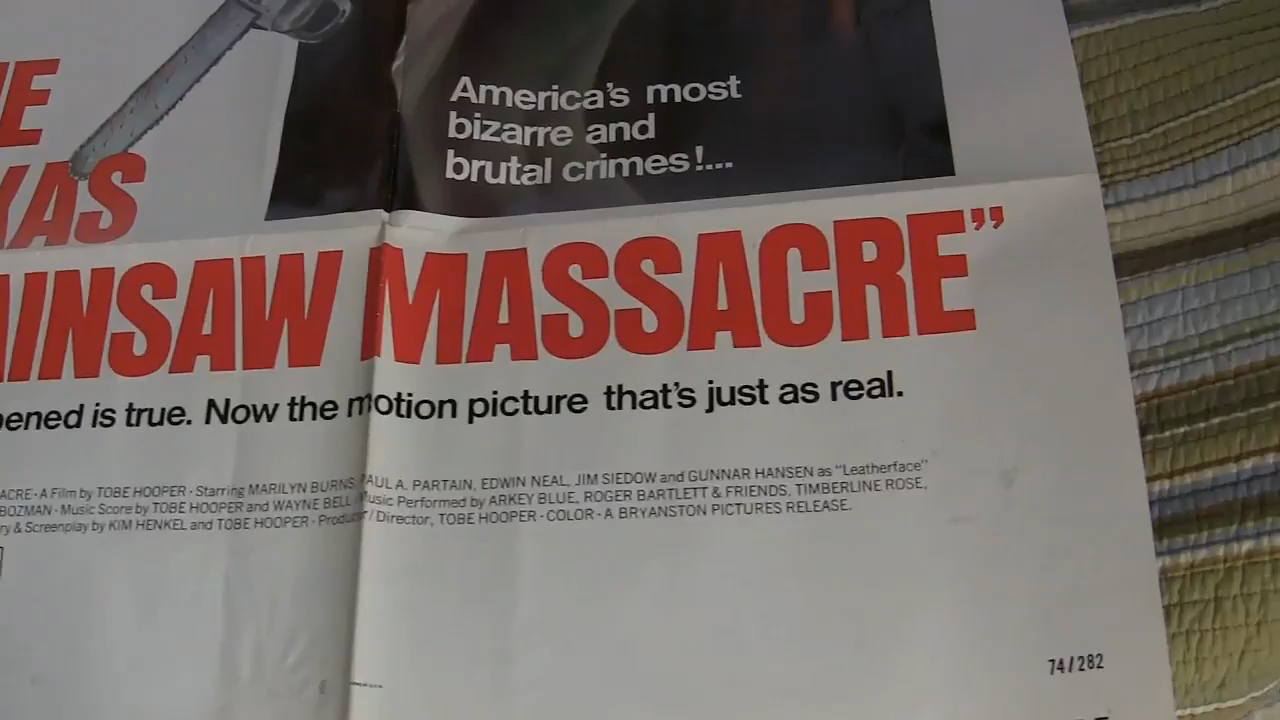 America's most
bizarre and
brutal crimes!...
XAS
AINSAW MASSACRE”
pened is true. Now the motion picture that's just as real.
ACRE · A Film by TOBE HOOPER · Starring MARILYN BURNS, PAUL A. PARTAIN, EDWIN NEAL, JIM SIEDOW and GUNNAR HANSEN as “Leatherface”
BOZMAN · Music Score by TOBE HOOPER and WAYNE BELL · Music Performed by ARKEY BLUE, ROGER BARTLETT & FRIENDS, TIMBERLINE ROSE,
ry & Screenplay by KIM HENKEL and TOBE HOOPER · Producer / Director, TOBE HOOPER · COLOR · A BRYANSTON PICTURES RELEASE.
74/282